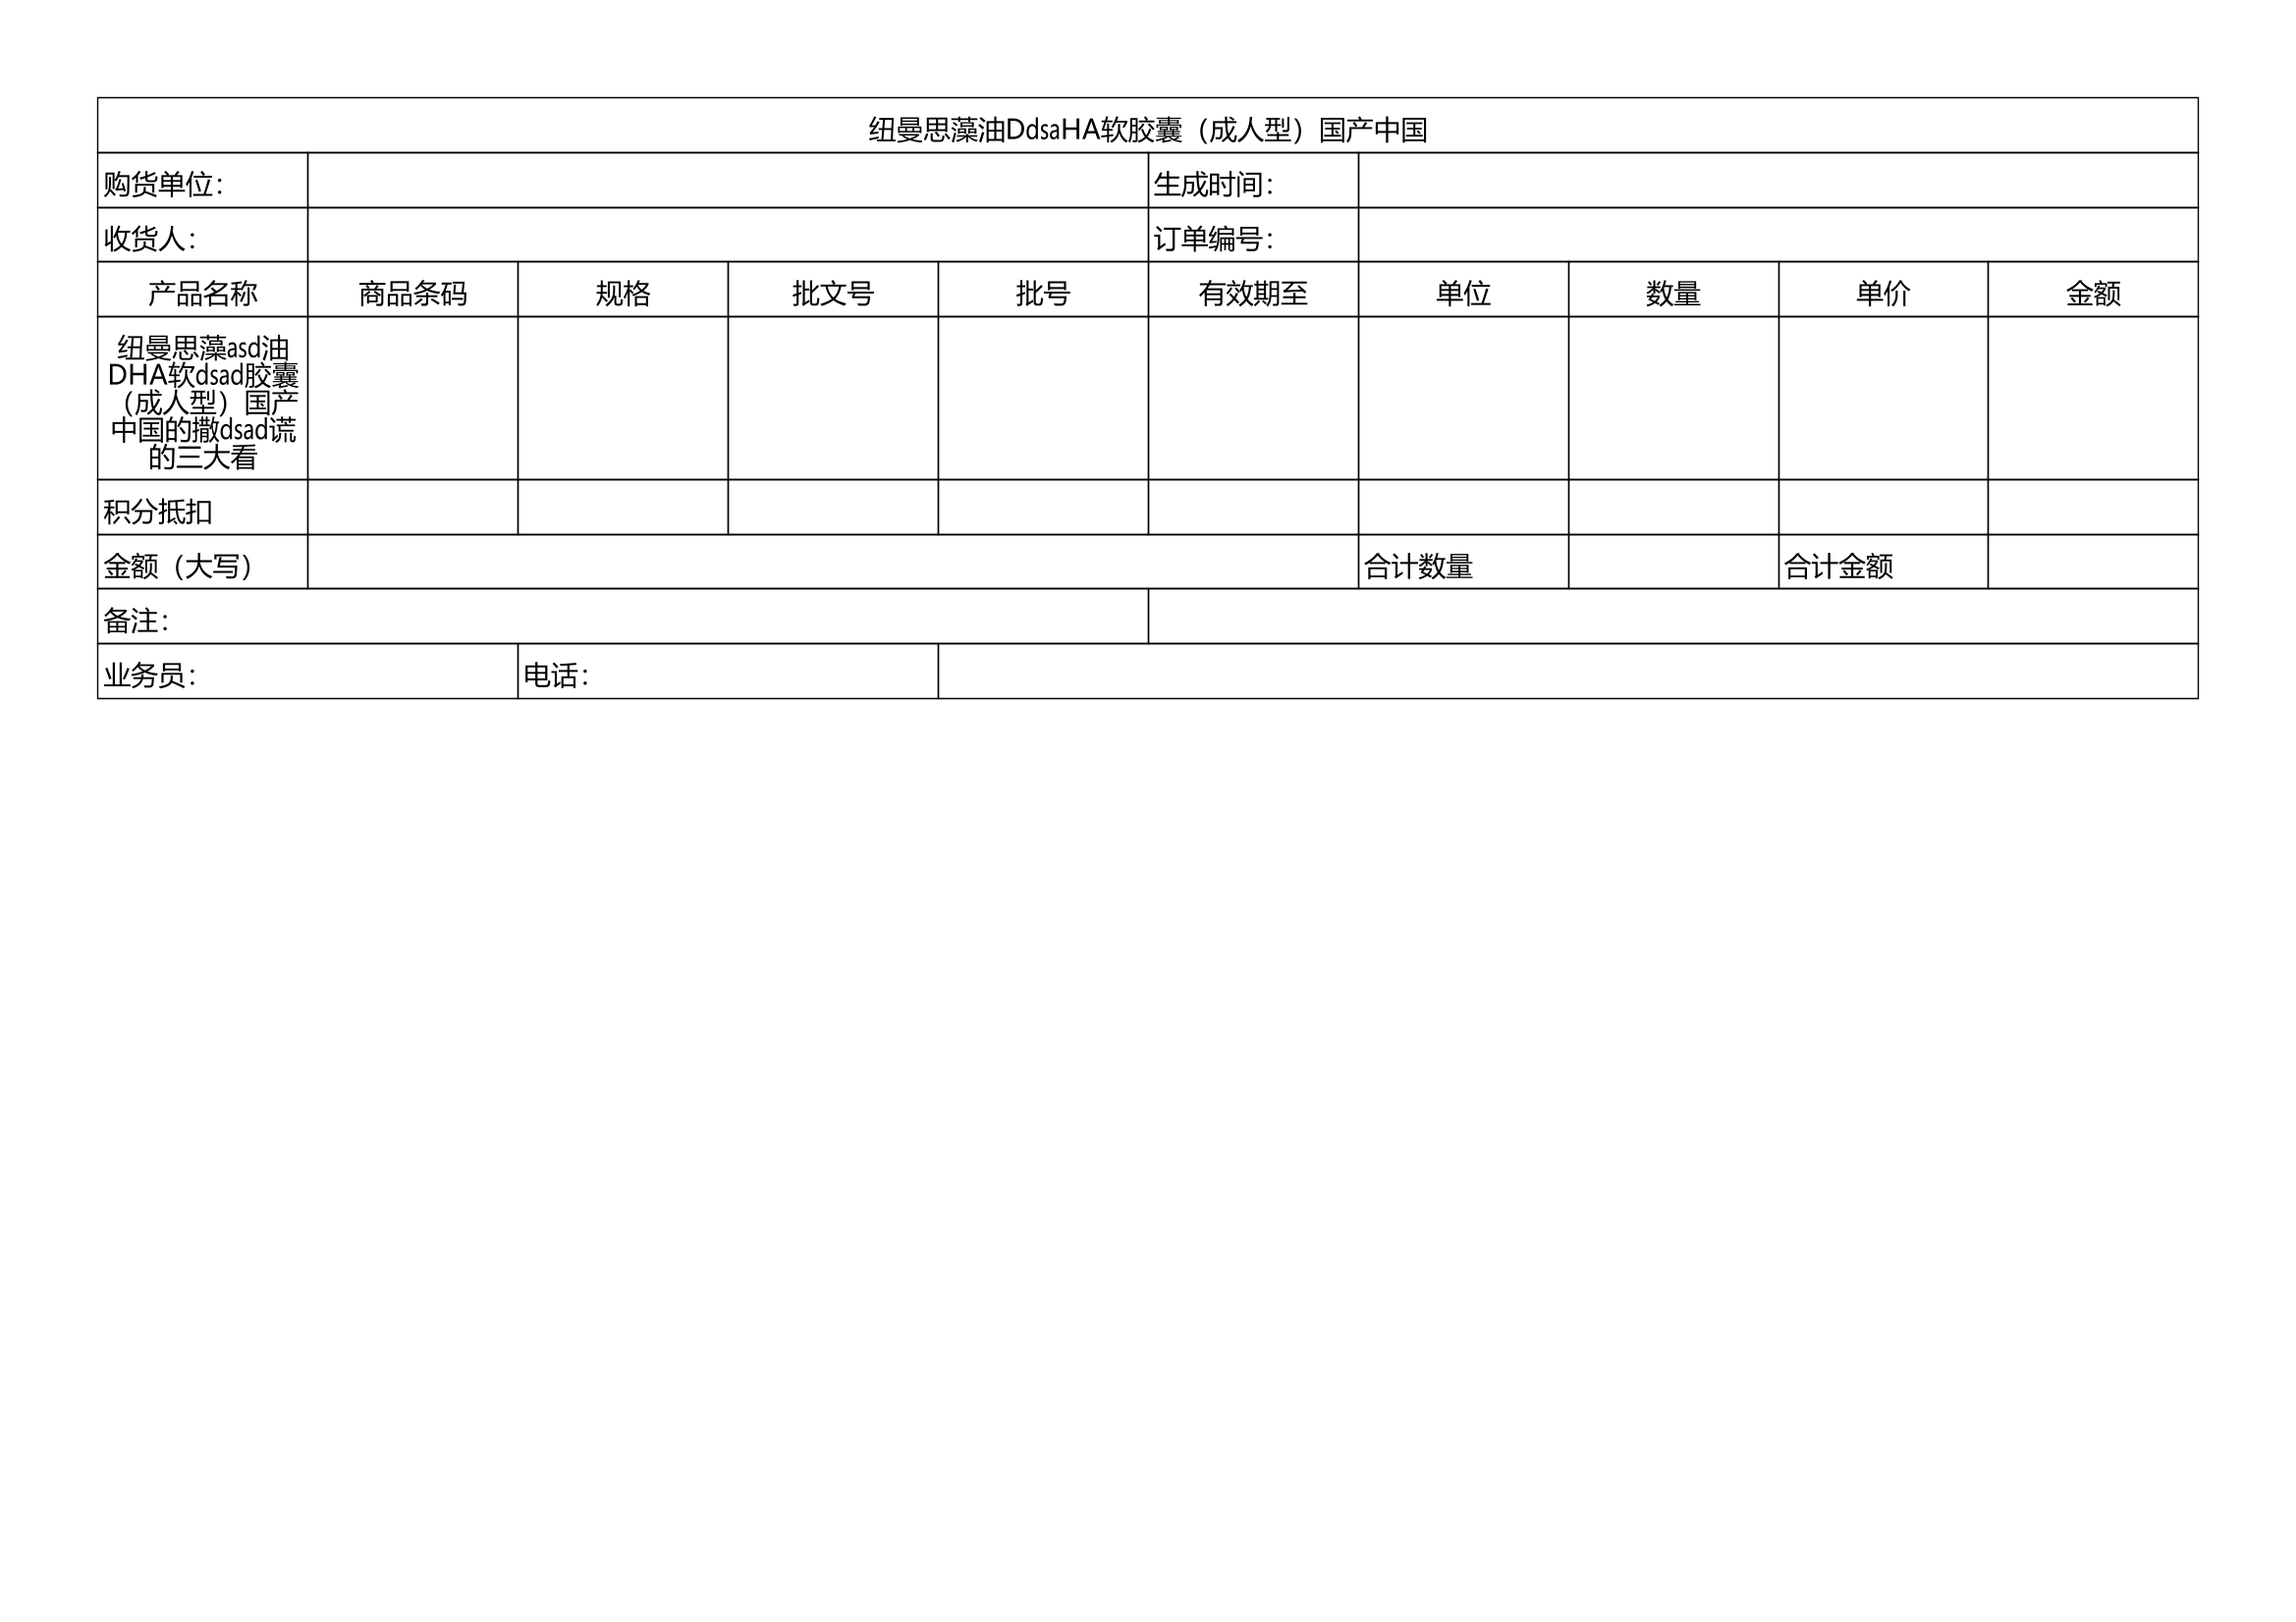 纽曼思藻油DdsaHA软胶囊（成人型）国产中国
购货单位： 生成时间：
收货人： 订单编号：
产品名称 商品条码 规格 批文号 批号 有效期至 单位 数量 单价 金额
纽曼思藻asd油
DHA软dsad胶囊
（成人型）国产
中国的撒dsad谎
的三大看
积分抵扣
金额（大写） 合计数量 合计金额
备注：
业务员： 电话：